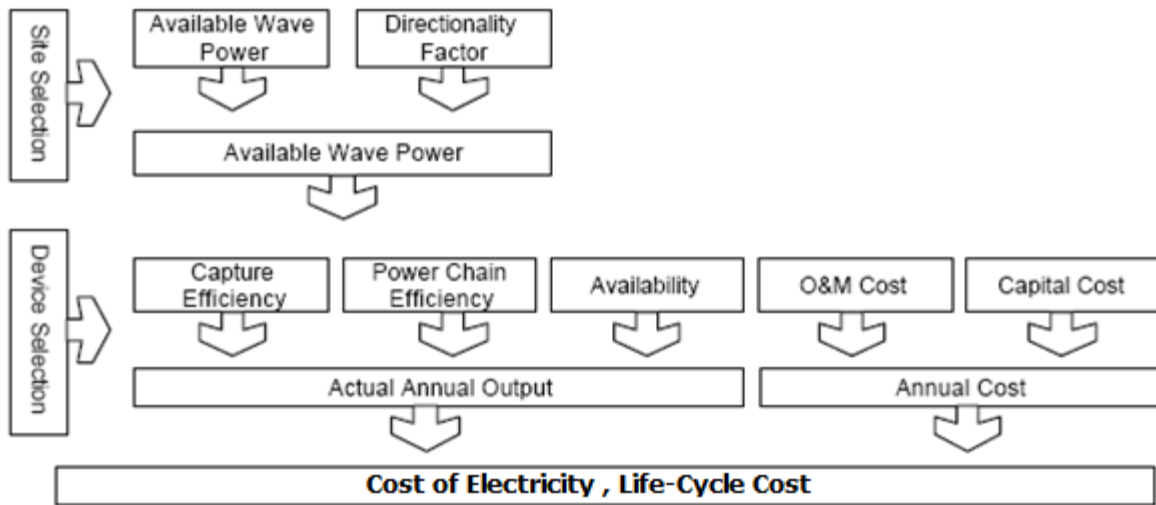 Site Selection
Available Wave
Power
Directionality
Factor
Available Wave Power
Device Selection
Capture
Efficiency
Power Chain
Efficiency
Availability
O&M Cost
Capital Cost
Actual Annual Output
Annual Cost
Cost of Electricity , Life-Cycle Cost